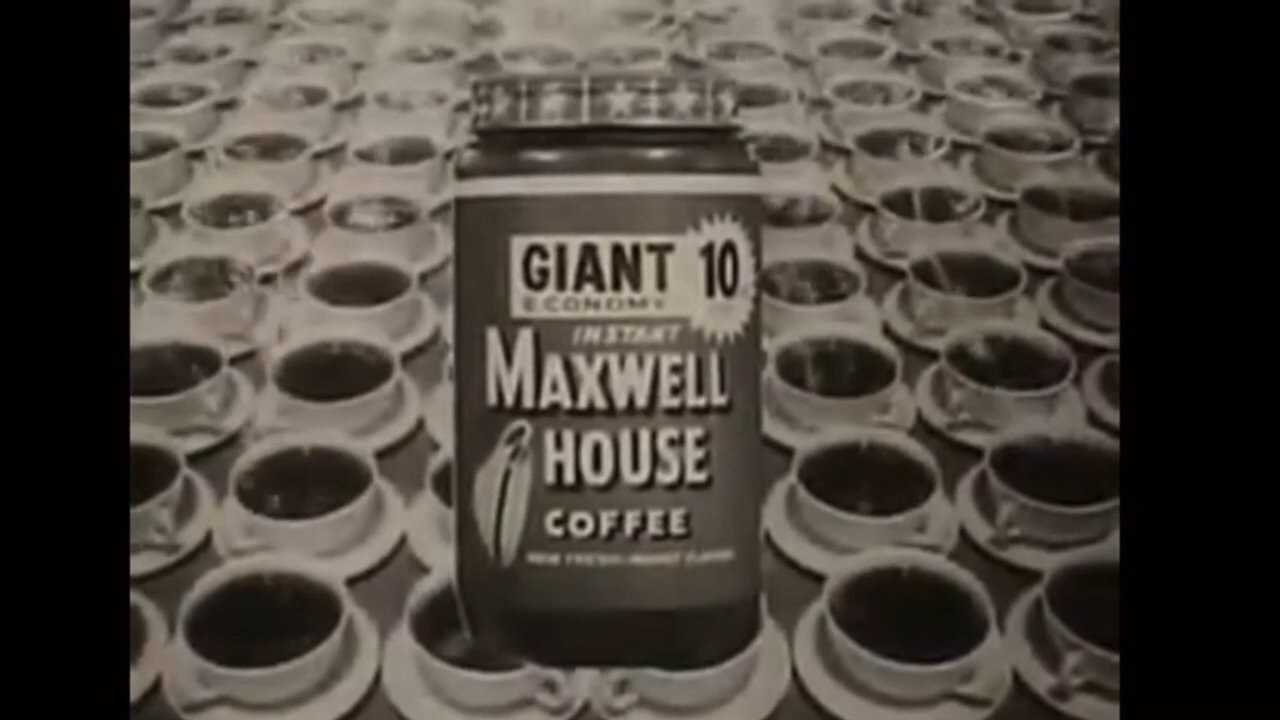 GIANT 10
ECONOMY
INSTANT
MAXWELL
HOUSE
COFFEE